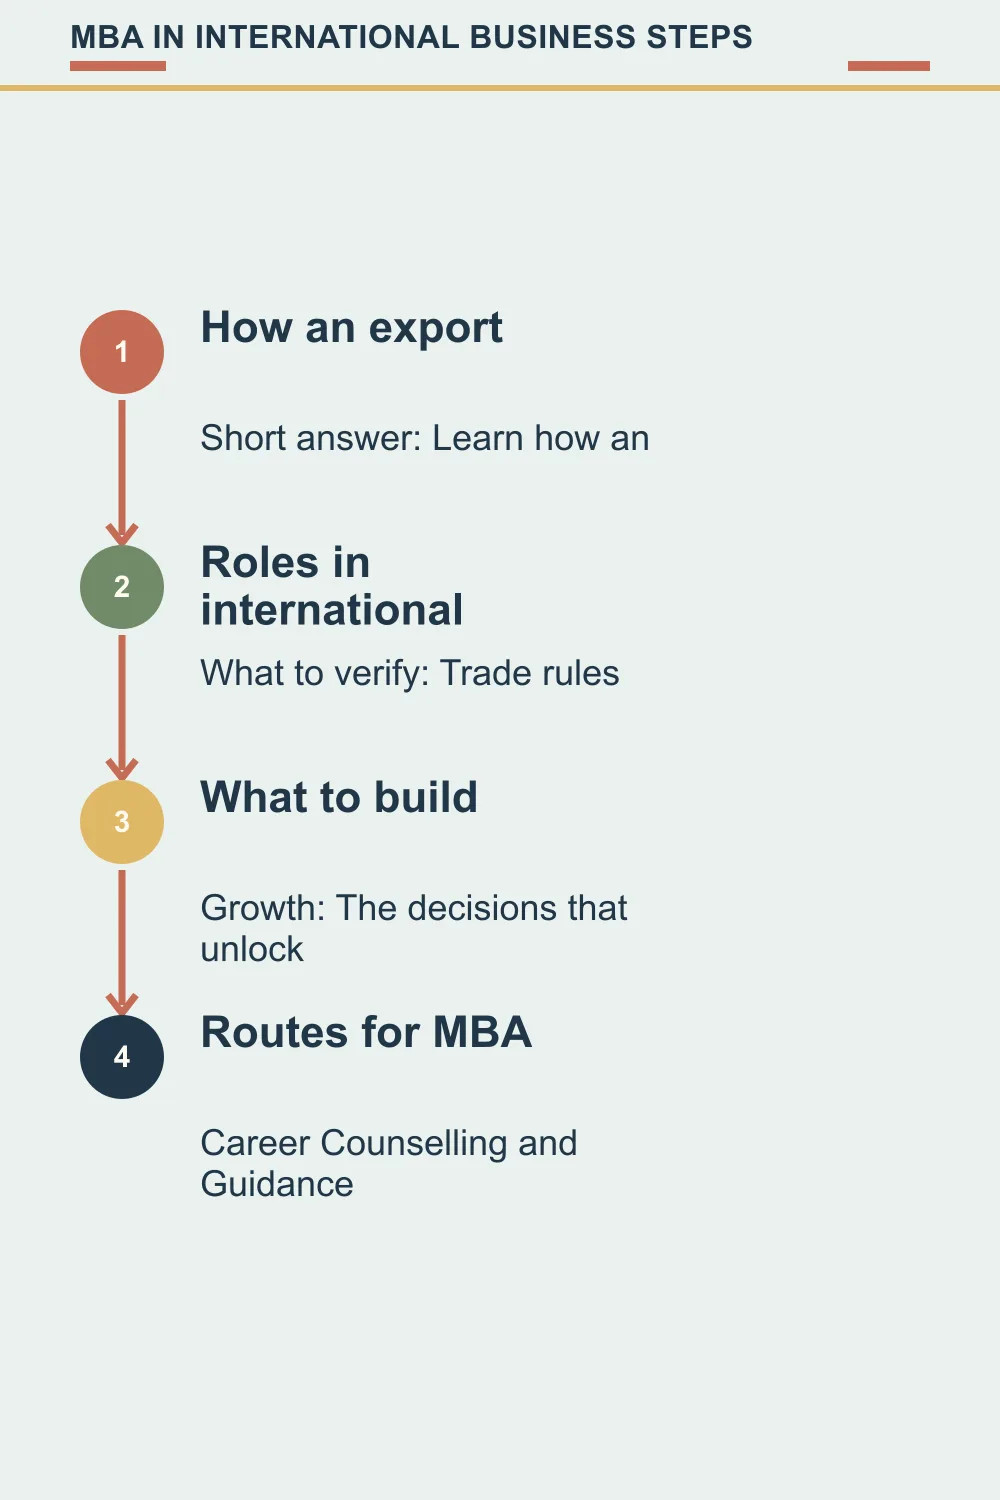 MBA IN INTERNATIONAL BUSINESS STEPS
1
How an export
Short answer: Learn how an
2
Roles in
international
What to verify: Trade rules
3
What to build
Growth: The decisions that
unlock
4
Routes for MBA
Career Counselling and
Guidance